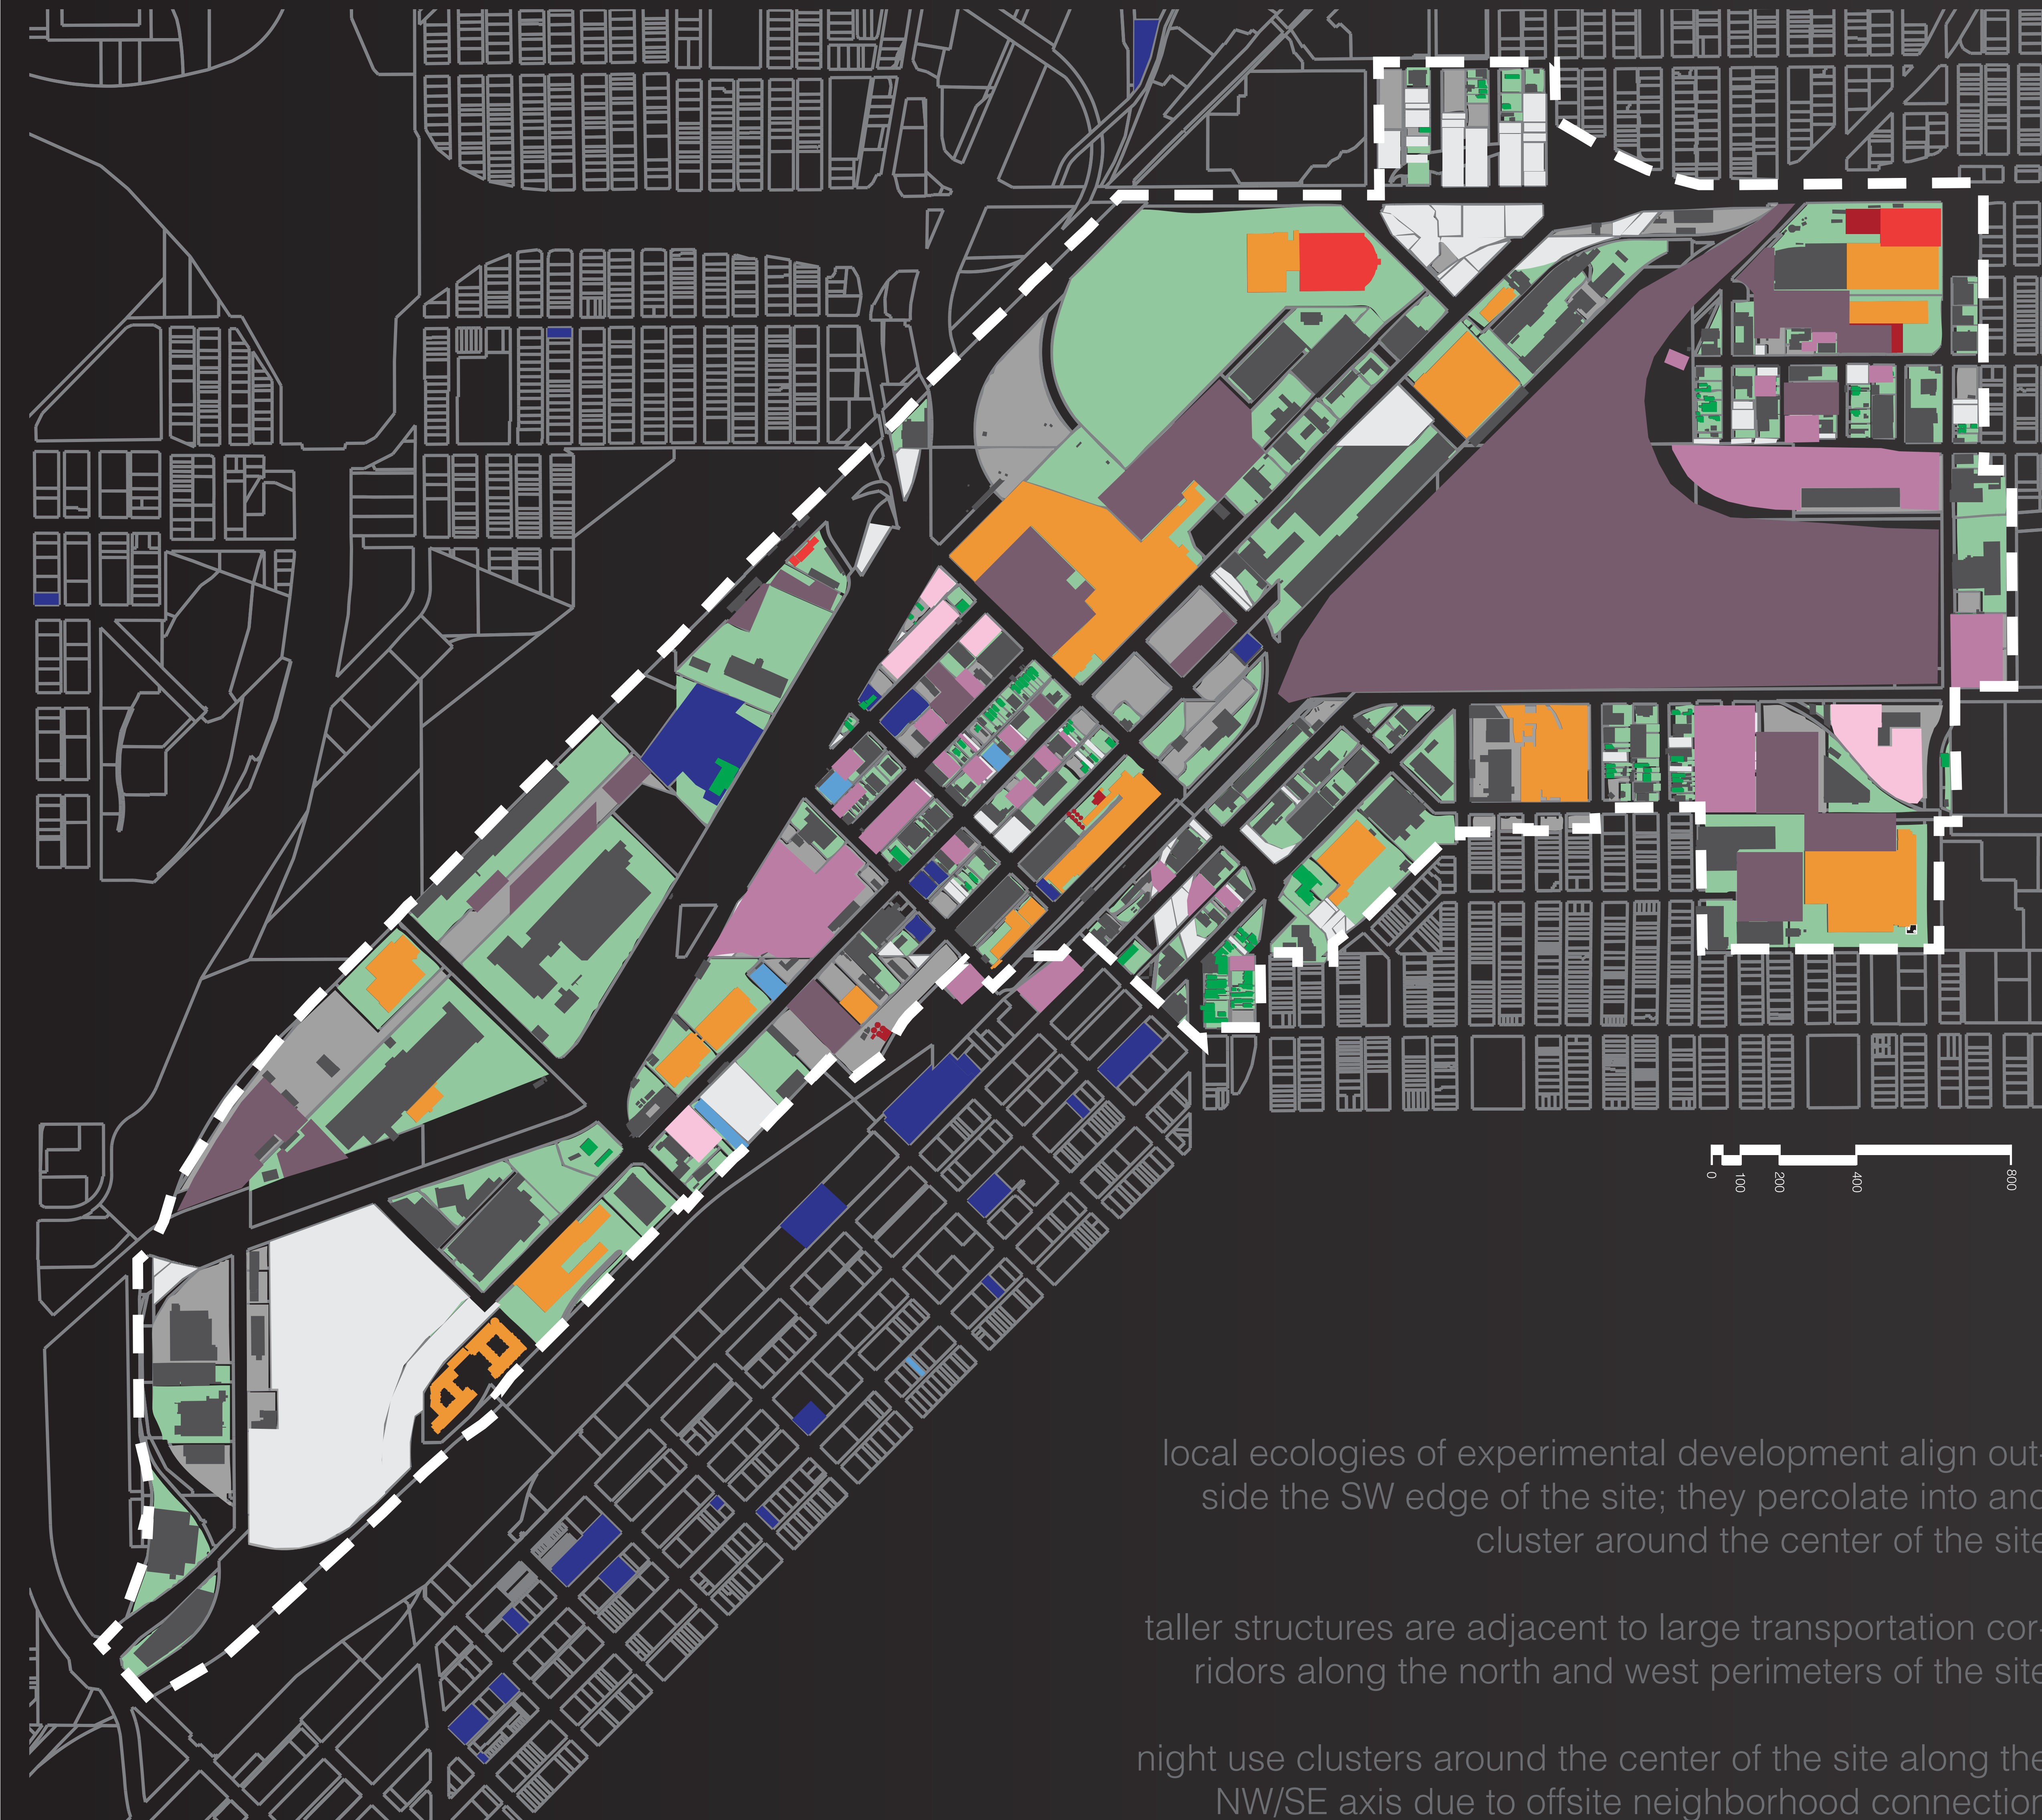 0
100
200
400
800
local ecologies of experimental development align out-
side the SW edge of the site; they percolate into and
cluster around the center of the site
taller structures are adjacent to large transportation cor-
ridors along the north and west perimeters of the site
night use clusters around the center of the site along the
NW/SE axis due to offsite neighborhood connection